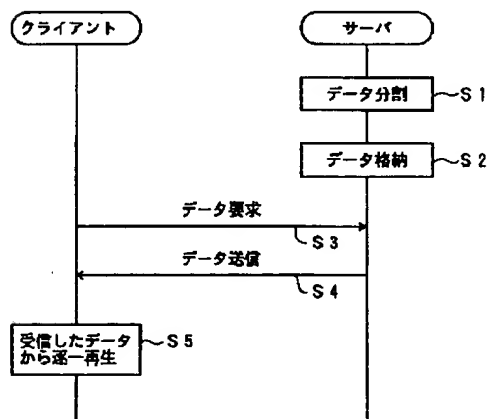 クライアント
サーバ
データ分割
S1
データ格納
S2
データ要求
S3
データ送信
S4
受信したデータ
から逐一再生
S5